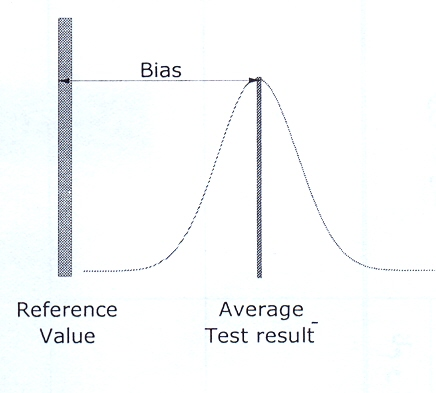 Bias
Reference
Value
Average
Test result